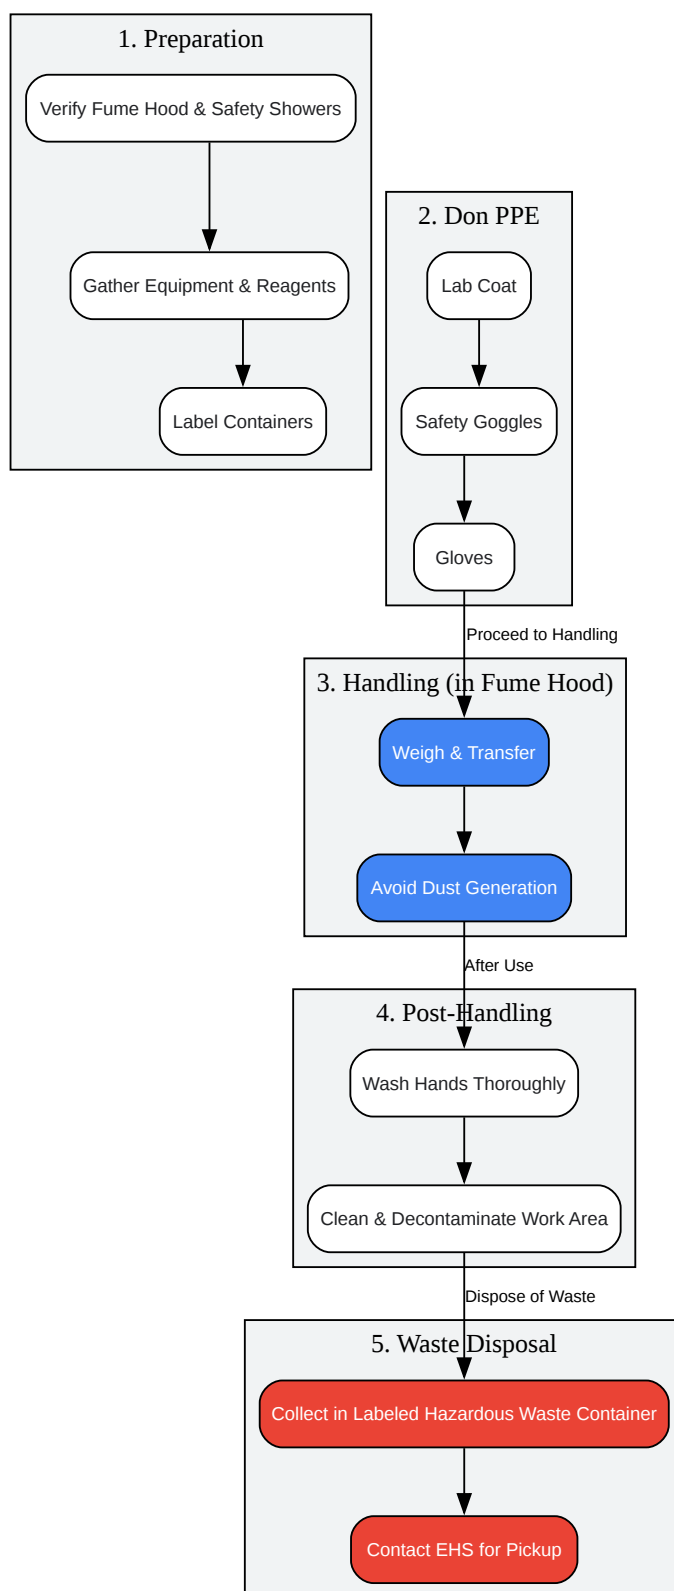 1. Preparation
Verify Fume Hood & Safety Showers
Gather Equipment & Reagents
Label Containers
2. Don PPE
Lab Coat
Safety Goggles
Gloves
Proceed to Handling
3. Handling (in Fume Hood)
Weigh & Transfer
Avoid Dust Generation
After Use
4. Post-Handling
Wash Hands Thoroughly
Clean & Decontaminate Work Area
Dispose of Waste
5. Waste Disposal
Collect in Labeled Hazardous Waste Container
Contact EHS for Pickup